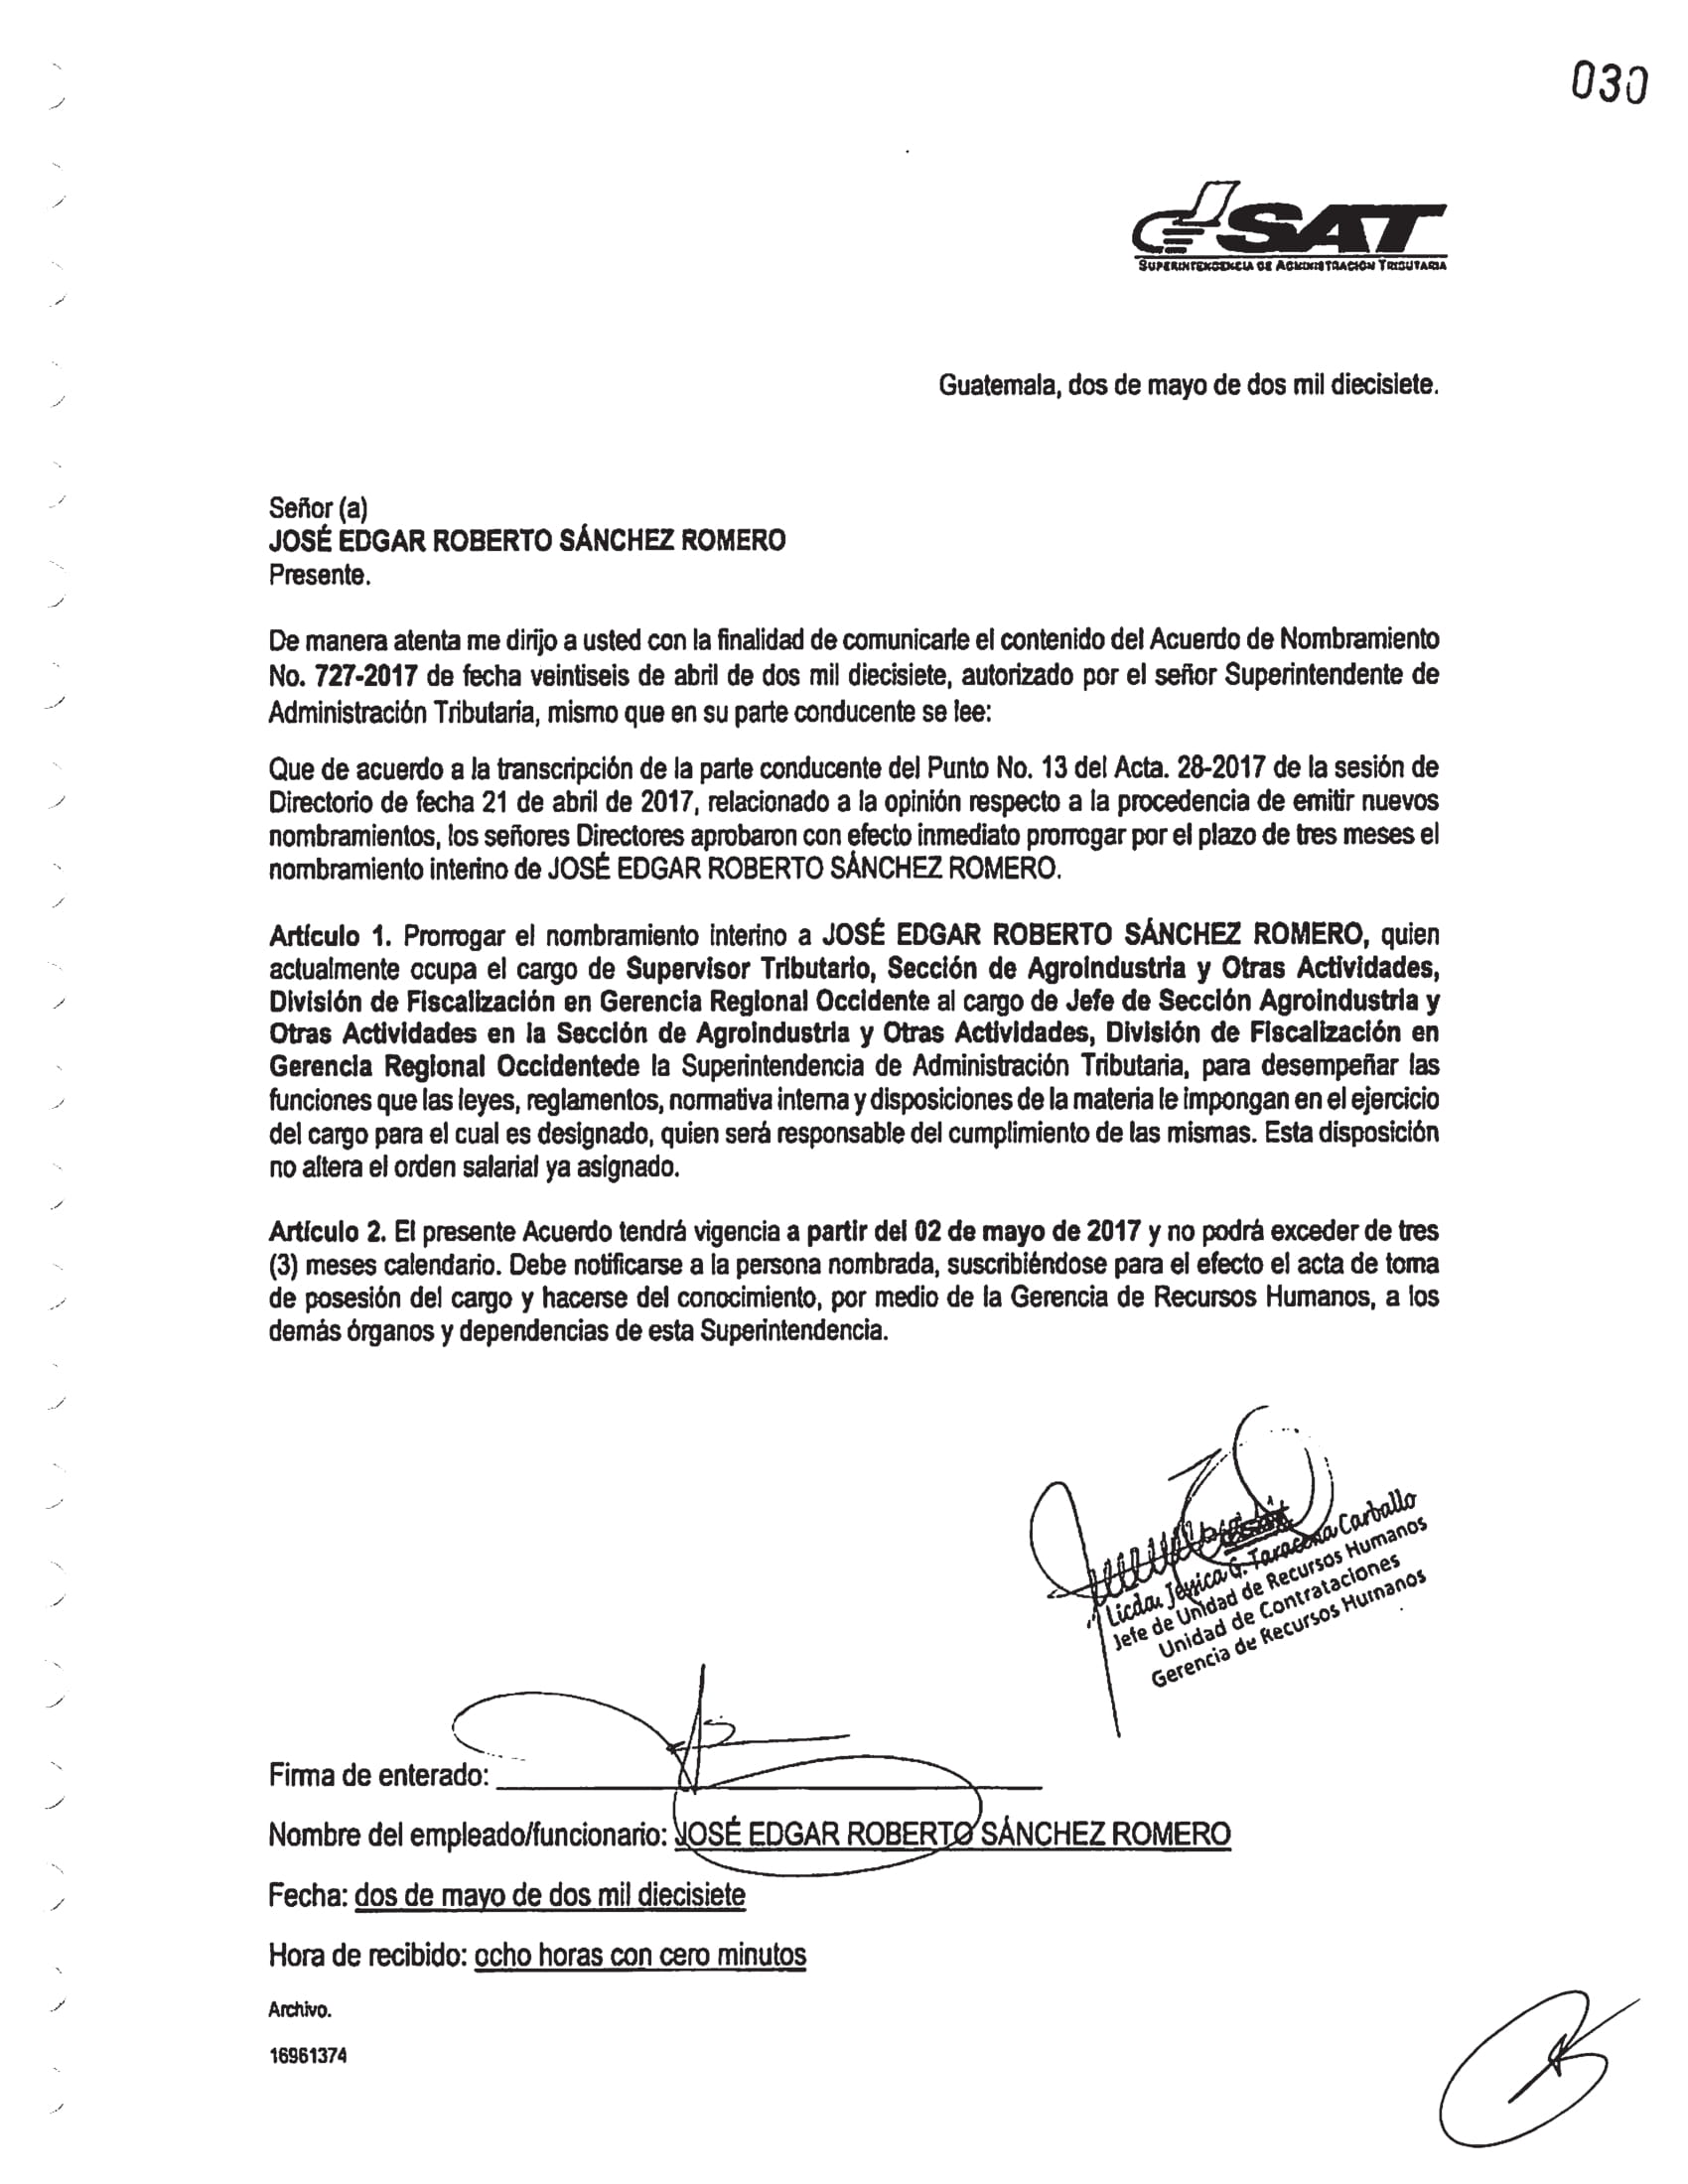 030
SAT
SUPERINTENDENCIA DE ADMINISTRACIÓN TRIBUTARIA
Guatemala, dos de mayo de dos mil diecisiete.
Señor (a)
JOSÉ EDGAR ROBERTO SÁNCHEZ ROMERO
Presente.
De manera atenta me dirijo a usted con la finalidad de comunicarle el contenido del Acuerdo de Nombramiento
No. 727-2017 de fecha veintiseis de abril de dos mil diecisiete, autorizado por el señor Superintendente de
Administración Tributaria, mismo que en su parte conducente se lee:
Que de acuerdo a la transcripción de la parte conducente del Punto No. 13 del Acta. 28-2017 de la sesión de
Directorio de fecha 21 de abril de 2017, relacionado a la opinión respecto a la procedencia de emitir nuevos
nombramientos, los señores Directores aprobaron con efecto inmediato prorrogar por el plazo de tres meses el
nombramiento interino de JOSÉ EDGAR ROBERTO SÁNCHEZ ROMERO.
Artículo 1. Prorrogar el nombramiento interino a JOSÉ EDGAR ROBERTO SÁNCHEZ ROMERO, quien
actualmente ocupa el cargo de Supervisor Tributario, Sección de Agroindustria y Otras Actividades,
División de Fiscalización en Gerencia Regional Occidente al cargo de Jefe de Sección Agroindustria y
Otras Actividades en la Sección de Agroindustria y Otras Actividades, División de Fiscalización en
Gerencia Regional Occidentede la Superintendencia de Administración Tributaria, para desempeñar las
funciones que las leyes, reglamentos, normativa interna y disposiciones de la materia le impongan en el ejercicio
del cargo para el cual es designado, quien será responsable del cumplimiento de las mismas. Esta disposición
no altera el orden salarial ya asignado.
Artículo 2. El presente Acuerdo tendrá vigencia a partir del 02 de mayo de 2017 y no podrá exceder de tres
(3) meses calendario. Debe notificarse a la persona nombrada, suscribiéndose para el efecto el acta de toma
de posesión del cargo y hacerse del conocimiento, por medio de la Gerencia de Recursos Humanos, a los
demás órganos y dependencias de esta Superintendencia.
Licda. Jessica G. Taracena Carballo
Jefe de Unidad de Recursos Humanos
Unidad de Contrataciones
Gerencia de Recursos Humanos
Firma de enterado:
Nombre del empleado/funcionario: JOSÉ EDGAR ROBERTO SÁNCHEZ ROMERO
Fecha: dos de mayo de dos mil diecisiete
Hora de recibido: ocho horas con cero minutos
Archivo.
16961374